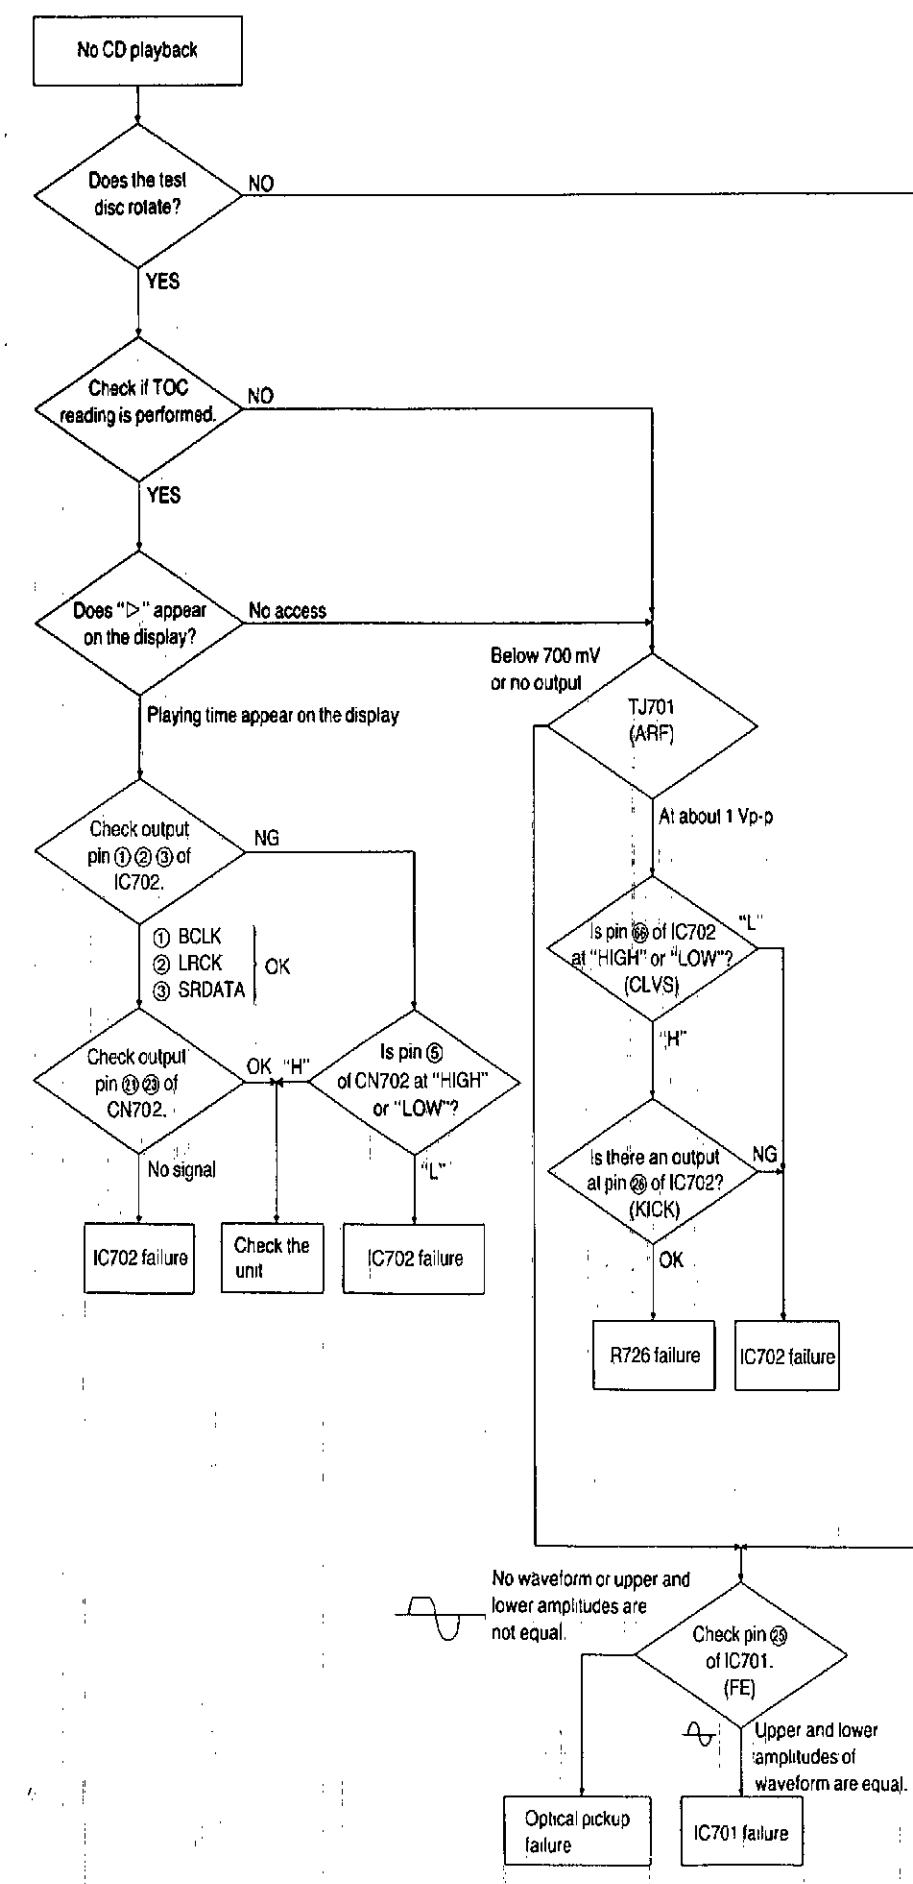 No CD playback
Does the test
disc rotate?
NO
YES
Check if TOC
reading is performed.
NO
YES
Does "▷" appear
on the display?
No access
Playing time appear on the display
Below 700 mV
or no output
TJ701
(ARF)
At about 1 Vp-p
Check output
pin ① ② ③ of
IC702.
NG
① BCLK
② LRCK
③ SRDATA
OK
Is pin of IC702
at "HIGH" or "LOW"?
(CLVS)
"L"
"H"
Check output
pin ㉑ ㉓ of
CN702.
OK
"H"
Is pin ⑤
of CN702 at "HIGH"
or "LOW"?
No signal
"L"
Is there an output
at pin of IC702?
(KICK)
NG
OK
IC702 failure
Check the
unit
IC702 failure
R726 failure
IC702 failure
No waveform or upper and
lower amplitudes are
not equal.
Check pin ㉕
of IC701.
(FE)
Upper and lower
amplitudes of
waveform are equal.
Optical pickup
failure
IC701 failure